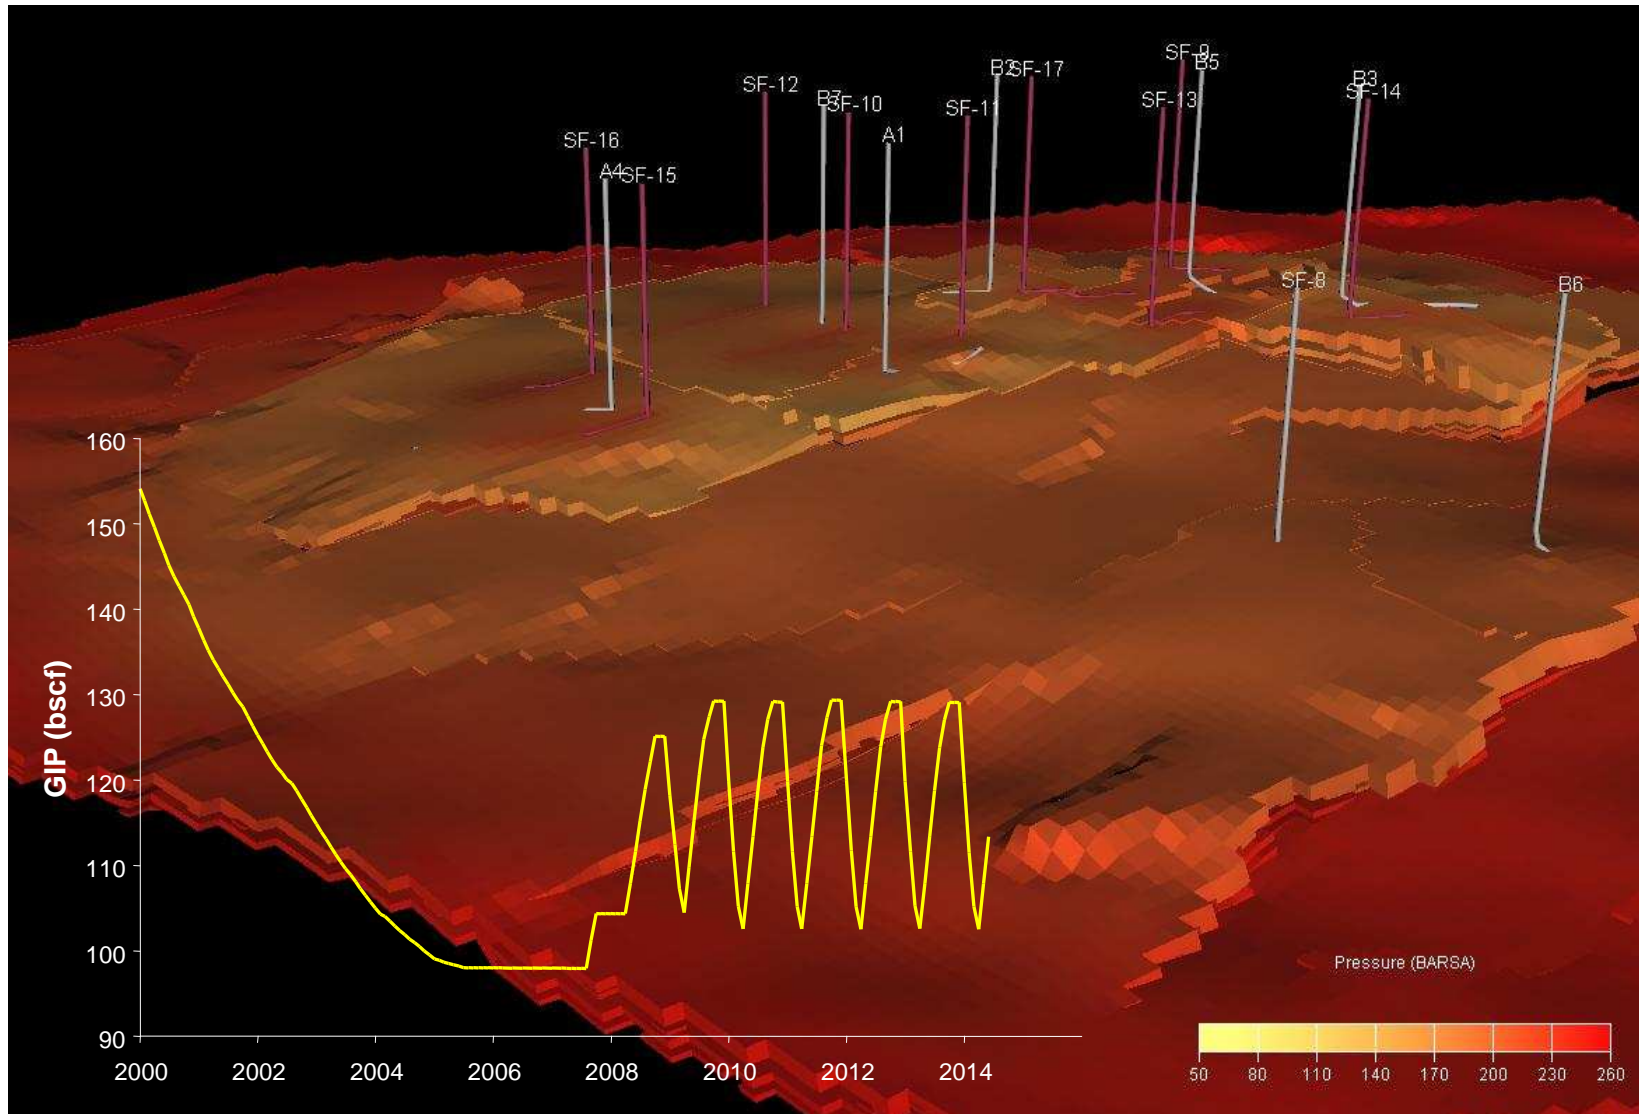 SF-9
B5
B2
SF-17
B3
SF-14
SF-12
B7
SF-10
SF-11
SF-13
A1
SF-16
A4
SF-15
SF-8
B6
160
150
140
130
120
110
100
90
GIP (bscf)
2000 2002 2004 2006 2008 2010 2012 2014
Pressure (BARSA)
50 80 110 140 170 200 230 260